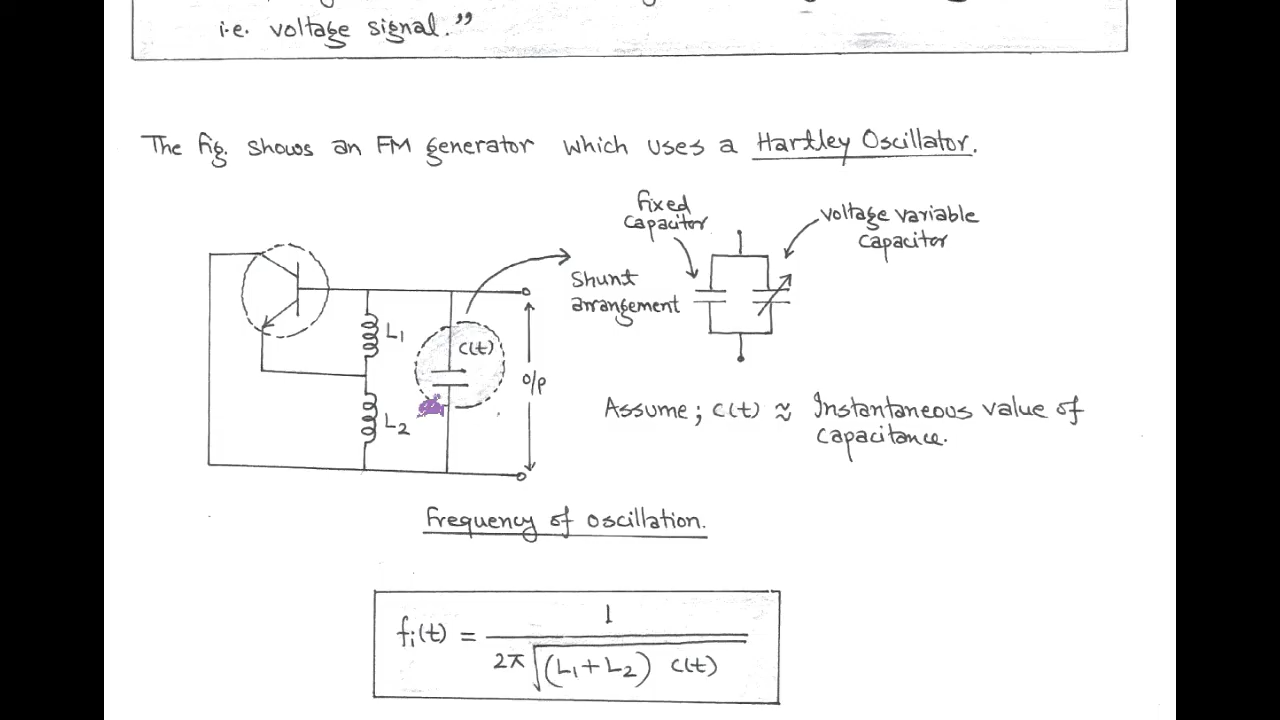 i.e. voltage signal.”
The fig. shows an FM generator which uses a Hartley Oscillator.
fixed
capacitor
voltage variable
capacitor
Shunt
arrangement
L1
C(t)
O/P
L2
Assume ; C(t) ≈ Instantaneous value of
capacitance.
Frequency of oscillation.
fi(t) = 1 / 2π √(L1+L2) C(t)